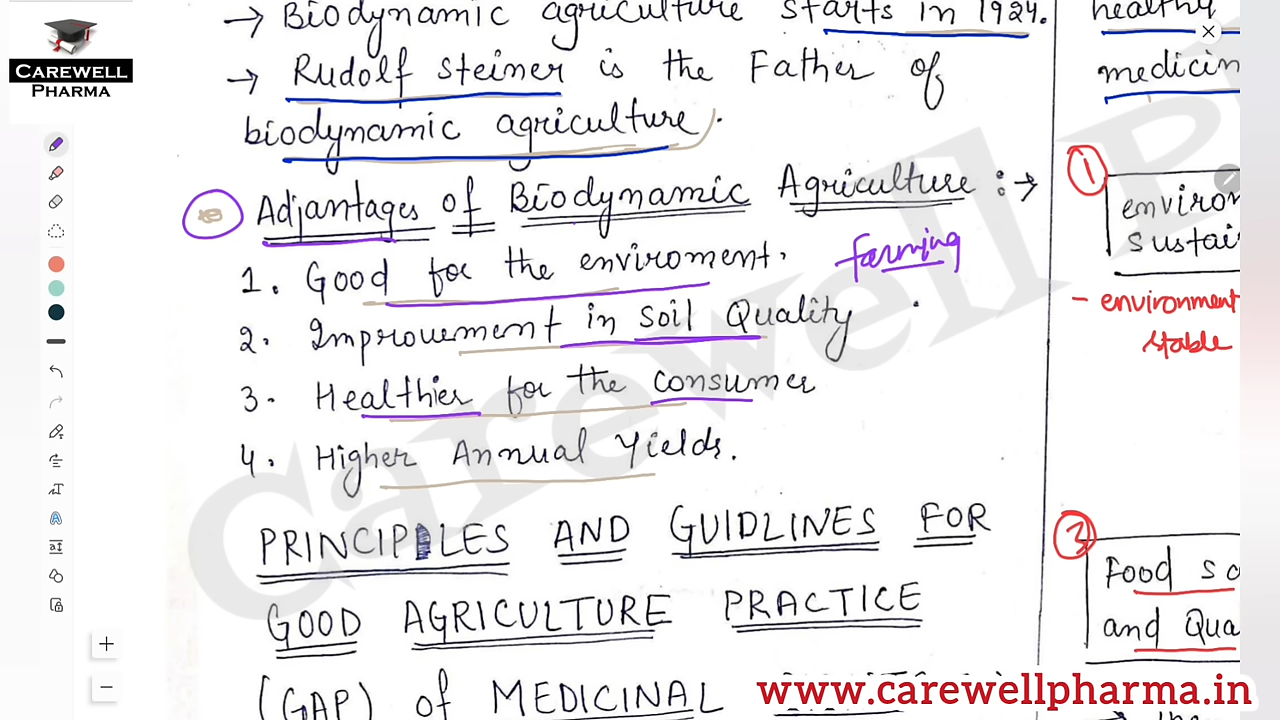 CAREWELL
PHARMA
→ Biodynamic agriculture starts in 1924.
→ Rudolf Steiner is the Father of
biodynamic agriculture.
Adjantages of Biodynamic Agriculture :→
1. Good for the enviroment. farming
2. Improvement in soil Quality
3. Healthier for the consumer
4. Higher Annual Yields.
PRINCIPLES AND GUIDLINES FOR
GOOD AGRICULTURE PRACTICE
(GAP) of MEDICINAL
healthy
medicin
1
environ
sustai
- environment
stable
3
Food
and Qua
Carewell P
www.carewellpharma.in